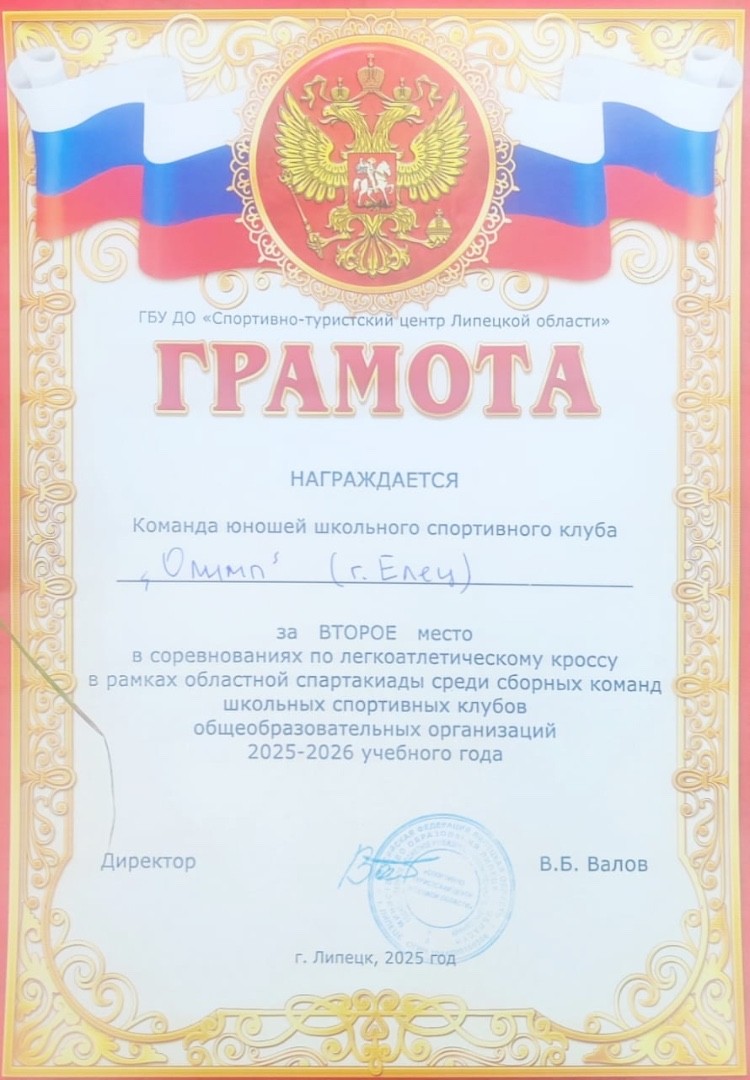 ГБУ ДО «Спортивно-туристский центр Липецкой области»
ГРАМОТА
НАГРАЖДАЕТСЯ
Команда юношей школьного спортивного клуба
„Олимп" (г. Елец)
за ВТОРОЕ место
в соревнованиях по легкоатлетическому кроссу
в рамках областной спартакиады среди сборных команд
школьных спортивных клубов
общеобразовательных организаций
2025-2026 учебного года
Директор В.Б. Валов
г. Липецк, 2025 год